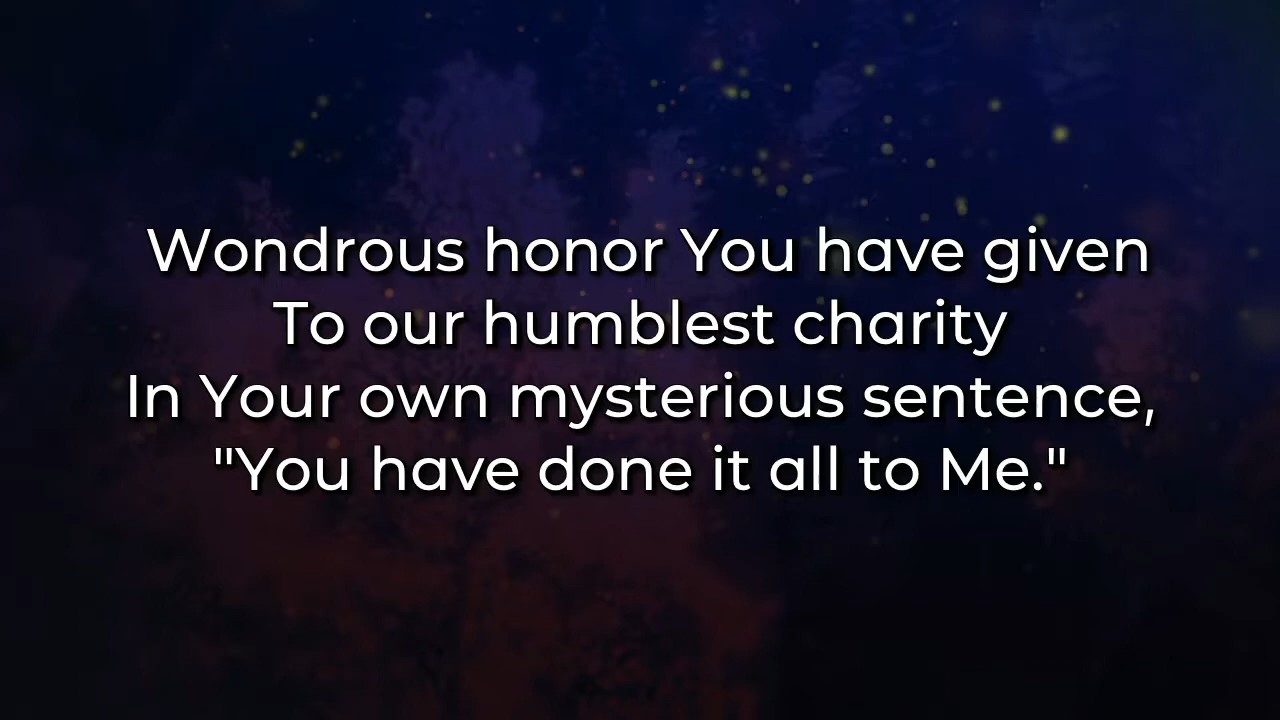 Wondrous honor You have given
To our humblest charity
In Your own mysterious sentence,
"You have done it all to Me."